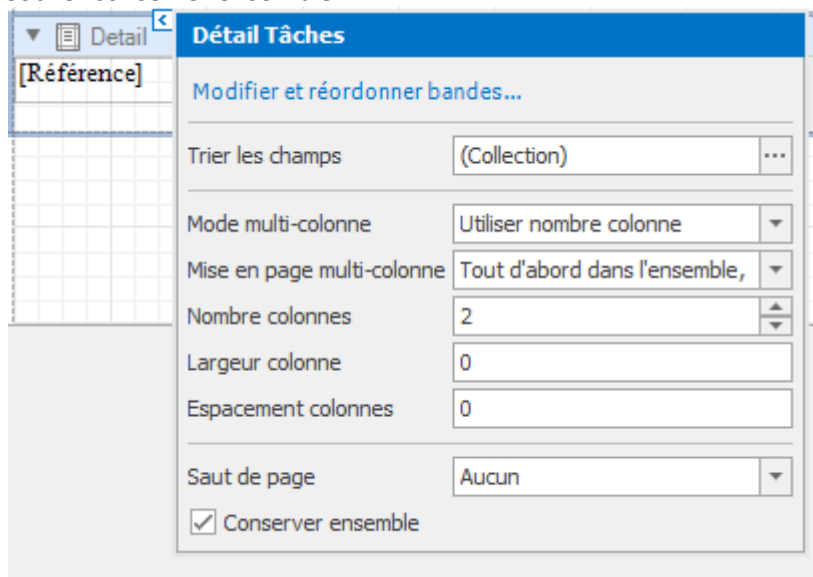 Detail
Détail Tâches
[Référence]
Modifier et réordonner bandes...
Trier les champs (Collection)
Mode multi-colonne Utiliser nombre colonne
Mise en page multi-colonne Tout d'abord dans l'ensemble,
Nombre colonnes 2
Largeur colonne 0
Espacement colonnes 0
Saut de page Aucun
Conserver ensemble